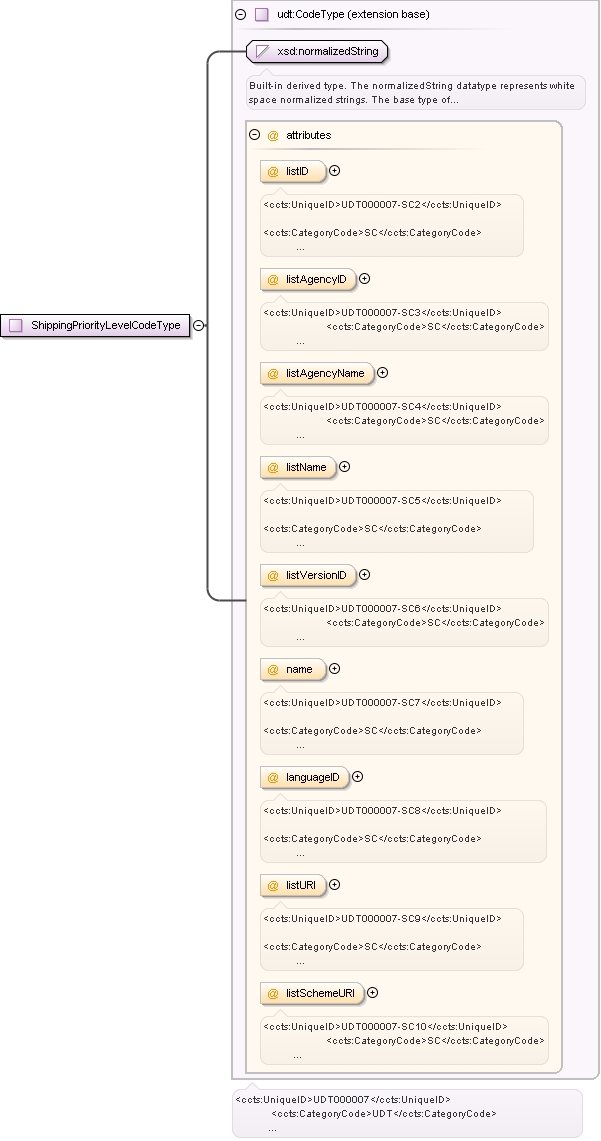 udt:CodeType (extension base)
xsd:normalizedString
Built-in derived type. The normalizedString datatype represents white
space normalized strings. The base type of...
@ attributes
@ listID
<ccts:UniqueID>UDT000007-SC2</ccts:UniqueID>
<ccts:CategoryCode>SC</ccts:CategoryCode>
...
@ listAgencyID
<ccts:UniqueID>UDT000007-SC3</ccts:UniqueID>
<ccts:CategoryCode>SC</ccts:CategoryCode>
...
ShippingPriorityLevelCodeType
@ listAgencyName
<ccts:UniqueID>UDT000007-SC4</ccts:UniqueID>
<ccts:CategoryCode>SC</ccts:CategoryCode>
...
@ listName
<ccts:UniqueID>UDT000007-SC5</ccts:UniqueID>
<ccts:CategoryCode>SC</ccts:CategoryCode>
...
@ listVersionID
<ccts:UniqueID>UDT000007-SC6</ccts:UniqueID>
<ccts:CategoryCode>SC</ccts:CategoryCode>
...
@ name
<ccts:UniqueID>UDT000007-SC7</ccts:UniqueID>
<ccts:CategoryCode>SC</ccts:CategoryCode>
...
@ languageID
<ccts:UniqueID>UDT000007-SC8</ccts:UniqueID>
<ccts:CategoryCode>SC</ccts:CategoryCode>
...
@ listURI
<ccts:UniqueID>UDT000007-SC9</ccts:UniqueID>
<ccts:CategoryCode>SC</ccts:CategoryCode>
...
@ listSchemeURI
<ccts:UniqueID>UDT000007-SC10</ccts:UniqueID>
<ccts:CategoryCode>SC</ccts:CategoryCode>
...
<ccts:UniqueID>UDT000007</ccts:UniqueID>
<ccts:CategoryCode>UDT</ccts:CategoryCode>
...